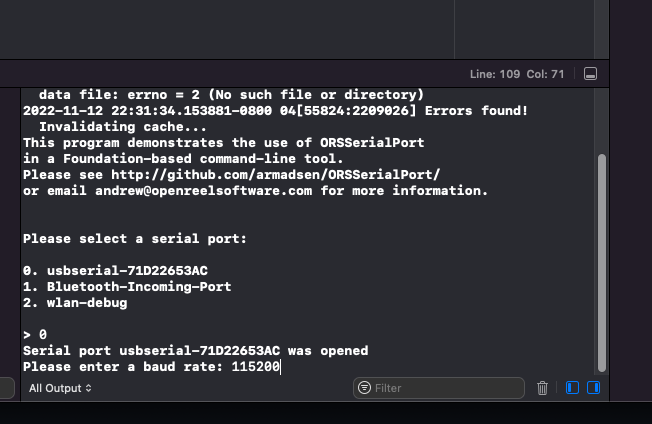 Line: 109 Col: 71
data file: errno = 2 (No such file or directory)
2022-11-12 22:31:34.153881-0800 04[55824:2209026] Errors found!
Invalidating cache...
This program demonstrates the use of ORSSerialPort
in a Foundation-based command-line tool.
Please see http://github.com/armadsen/ORSSerialPort/
or email andrew@openreelsoftware.com for more information.
Please select a serial port:
0. usbserial-71D22653AC
1. Bluetooth-Incoming-Port
2. wlan-debug
> 0
Serial port usbserial-71D22653AC was opened
Please enter a baud rate: 115200
All Output
Filter